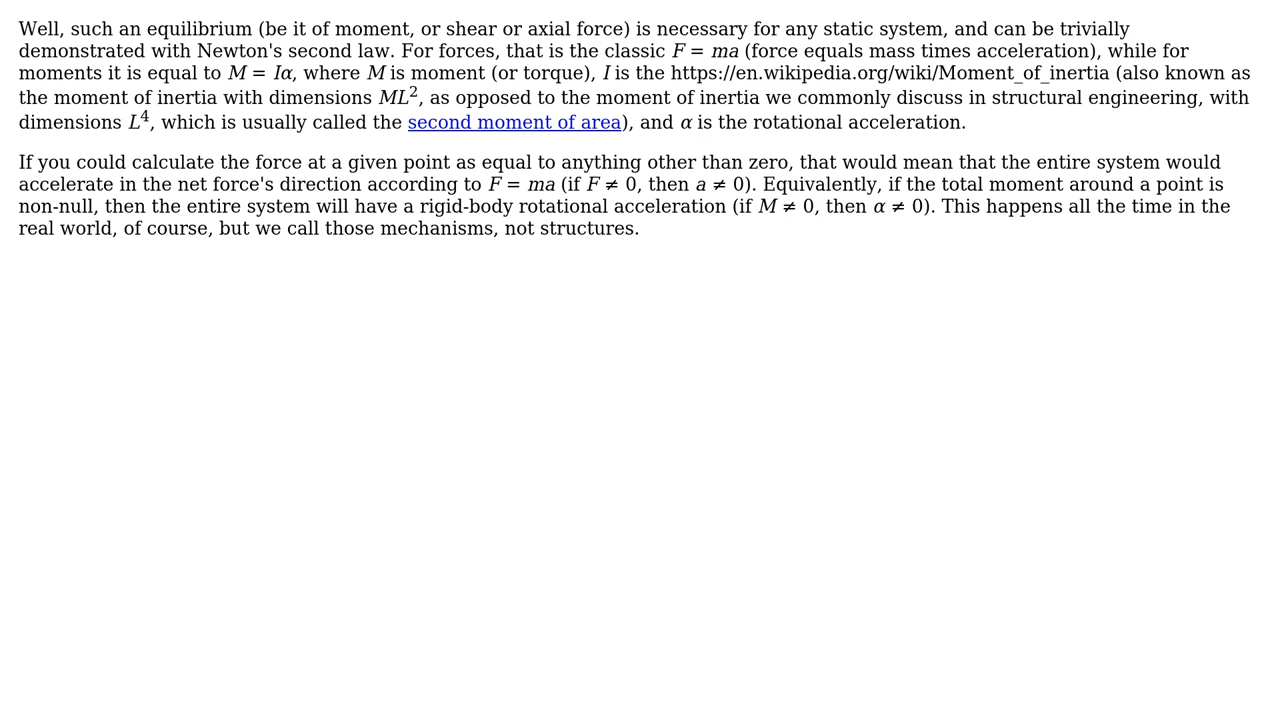 Well, such an equilibrium (be it of moment, or shear or axial force) is necessary for any static system, and can be trivially
demonstrated with Newton's second law. For forces, that is the classic F = ma (force equals mass times acceleration), while for
moments it is equal to M = Iα, where M is moment (or torque), I is the https://en.wikipedia.org/wiki/Moment_of_inertia (also known as
the moment of inertia with dimensions ML², as opposed to the moment of inertia we commonly discuss in structural engineering, with
dimensions L⁴, which is usually called the second moment of area), and α is the rotational acceleration.
If you could calculate the force at a given point as equal to anything other than zero, that would mean that the entire system would
accelerate in the net force's direction according to F = ma (if F ≠ 0, then a ≠ 0). Equivalently, if the total moment around a point is
non-null, then the entire system will have a rigid-body rotational acceleration (if M ≠ 0, then α ≠ 0). This happens all the time in the
real world, of course, but we call those mechanisms, not structures.